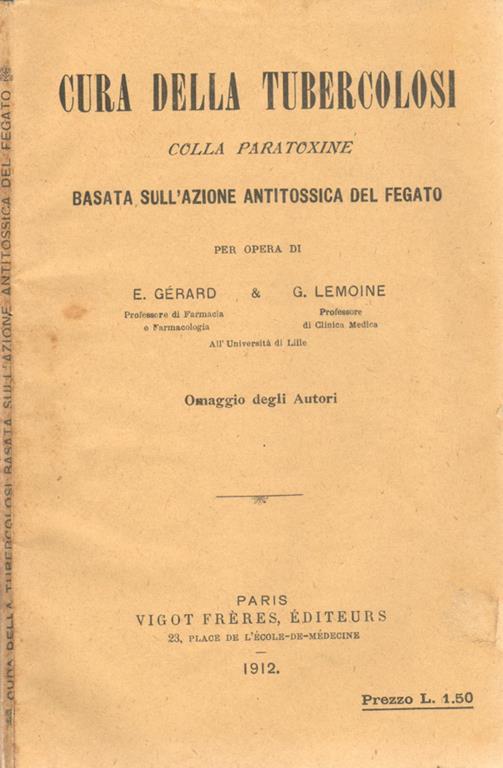 CURA DELLA TUBERCOLOSI
COLLA PARATOXINE
BASATA SULL'AZIONE ANTITOSSICA DEL FEGATO
PER OPERA DI
E. GÉRARD & G. LEMOINE
Professore di Farmacia Professore
e Farmacologia di Clinica Medica
All' Università di Lille
Omaggio degli Autori
PARIS
VIGOT FRÈRES, ÉDITEURS
23, PLACE DE L'ÉCOLE-DE-MÉDECINE
1912.
Prezzo L. 1.50
CURA DELLA TUBERCOLOSI BASATA SULL'AZIONE ANTITOSSICA DEL FEGATO